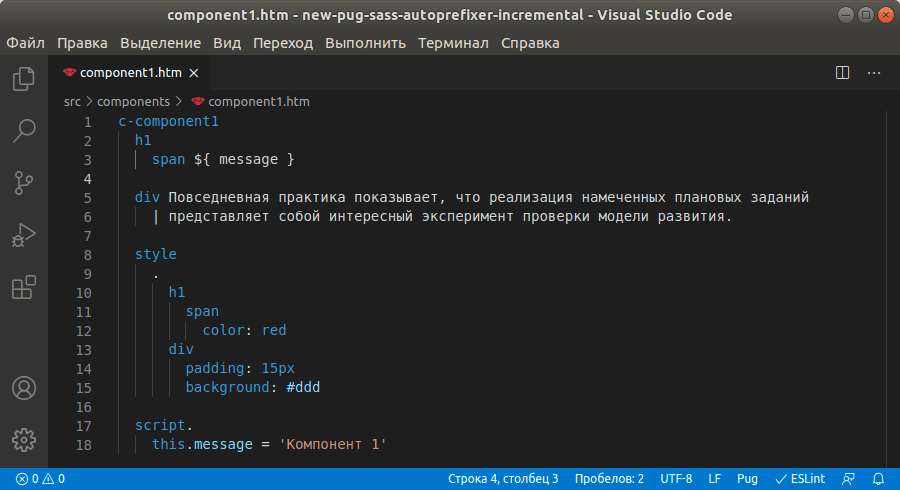 component1.htm - new-pug-sass-autoprefixer-incremental - Visual Studio Code
Файл Правка Выделение Вид Переход Выполнить Терминал Справка
component1.htm
src > components > component1.htm
1 c-component1
2 h1
3 span ${ message }
4
5 div Повседневная практика показывает, что реализация намеченных плановых заданий
6 | представляет собой интересный эксперимент проверки модели развития.
7
8 style
9 .
10 h1
11 span
12 color: red
13 div
14 padding: 15px
15 background: #ddd
16
17 script.
18 this.message = 'Компонент 1'
0 0 Строка 4, столбец 3 Пробелов: 2 UTF-8 LF Pug ESLint